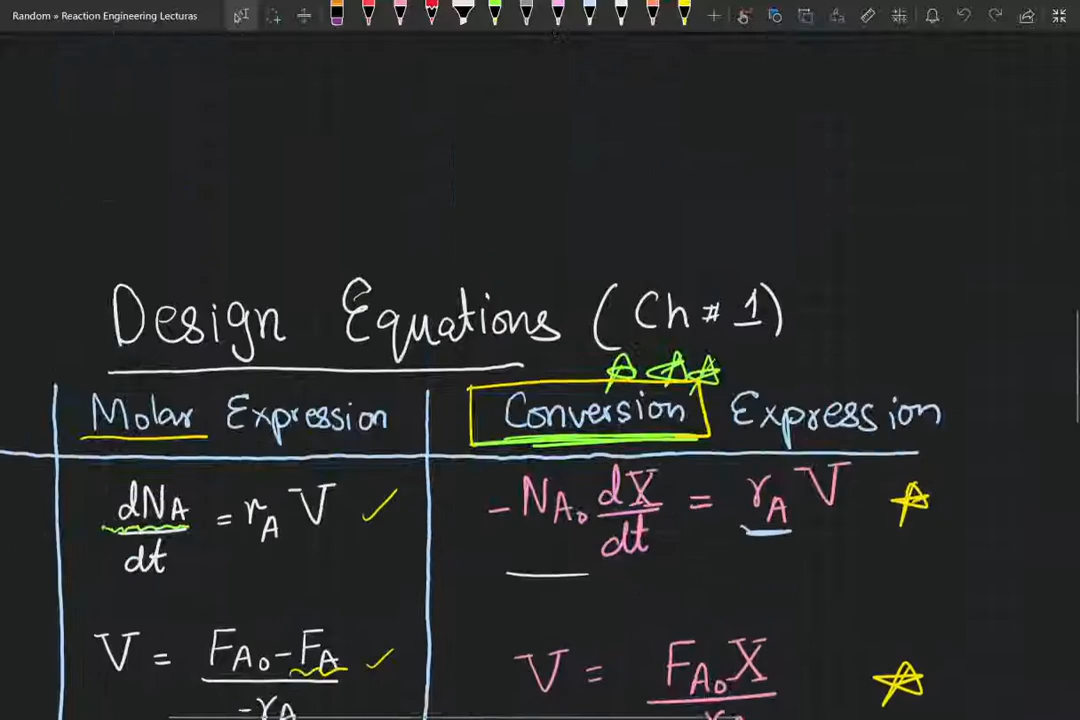 Random » Reaction Engineering Lecturas
Design Equations (Ch # 1)
Molar Expression Conversion Expression
dNA/dt = rA V -NA0 dX/dt = rA V
V = FA0 - FA / -rA V = FA0 X